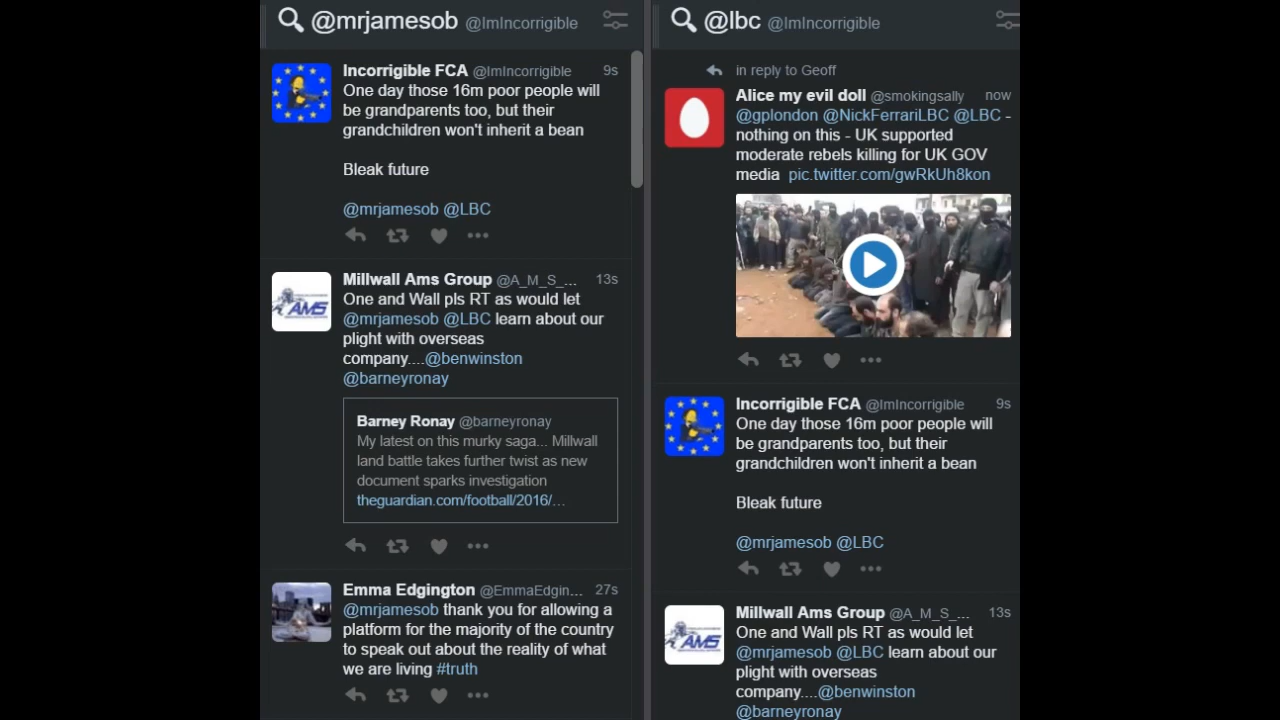 @mrjamesob @ImIncorrigible
Incorrigible FCA @ImIncorrigible 9s
One day those 16m poor people will
be grandparents too, but their
grandchildren won't inherit a bean
Bleak future
@mrjamesob @LBC
Millwall Ams Group @A_M_S_... 13s
One and Wall pls RT as would let
@mrjamesob @LBC learn about our
plight with overseas
company....@benwinston
@barneyronay
Barney Ronay @barneyronay
My latest on this murky saga... Millwall
land battle takes further twist as new
document sparks investigation
theguardian.com/football/2016/...
AMS
Emma Edgington @EmmaEdgin... 27s
@mrjamesob thank you for allowing a
platform for the majority of the country
to speak out about the reality of what
we are living #truth
@lbc @ImIncorrigible
in reply to Geoff
Alice my evil doll @smokingsally now
@gplondon @NickFerrariLBC @LBC -
nothing on this - UK supported
moderate rebels killing for UK GOV
media pic.twitter.com/gwRkUh8kon
Incorrigible FCA @ImIncorrigible 9s
One day those 16m poor people will
be grandparents too, but their
grandchildren won't inherit a bean
Bleak future
@mrjamesob @LBC
Millwall Ams Group @A_M_S_... 13s
One and Wall pls RT as would let
@mrjamesob @LBC learn about our
plight with overseas
company....@benwinston
@barneyronay
AMS